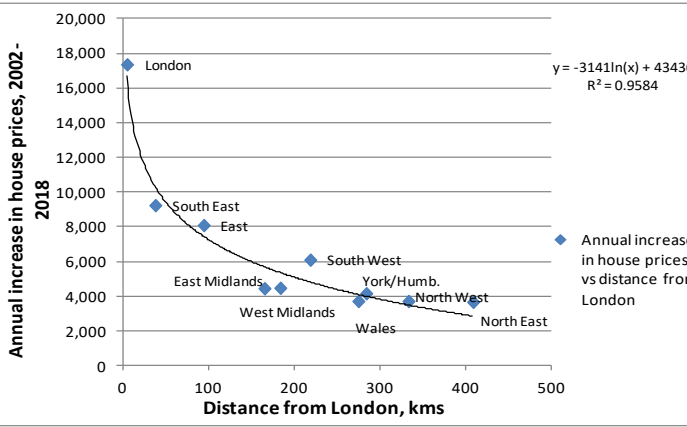 20,000
18,000
16,000
14,000
12,000
10,000
8,000
6,000
4,000
2,000
0
0 100 200 300 400 500
Annual increase in house prices, 2002-
2018
Distance from London, kms
London
South East
East
South West
East Midlands
York/Humb.
North West
West Midlands
Wales
North East
y = -3141ln(x) +
R² = 0.9584
Annual increase
in house prices
vs distance from
London